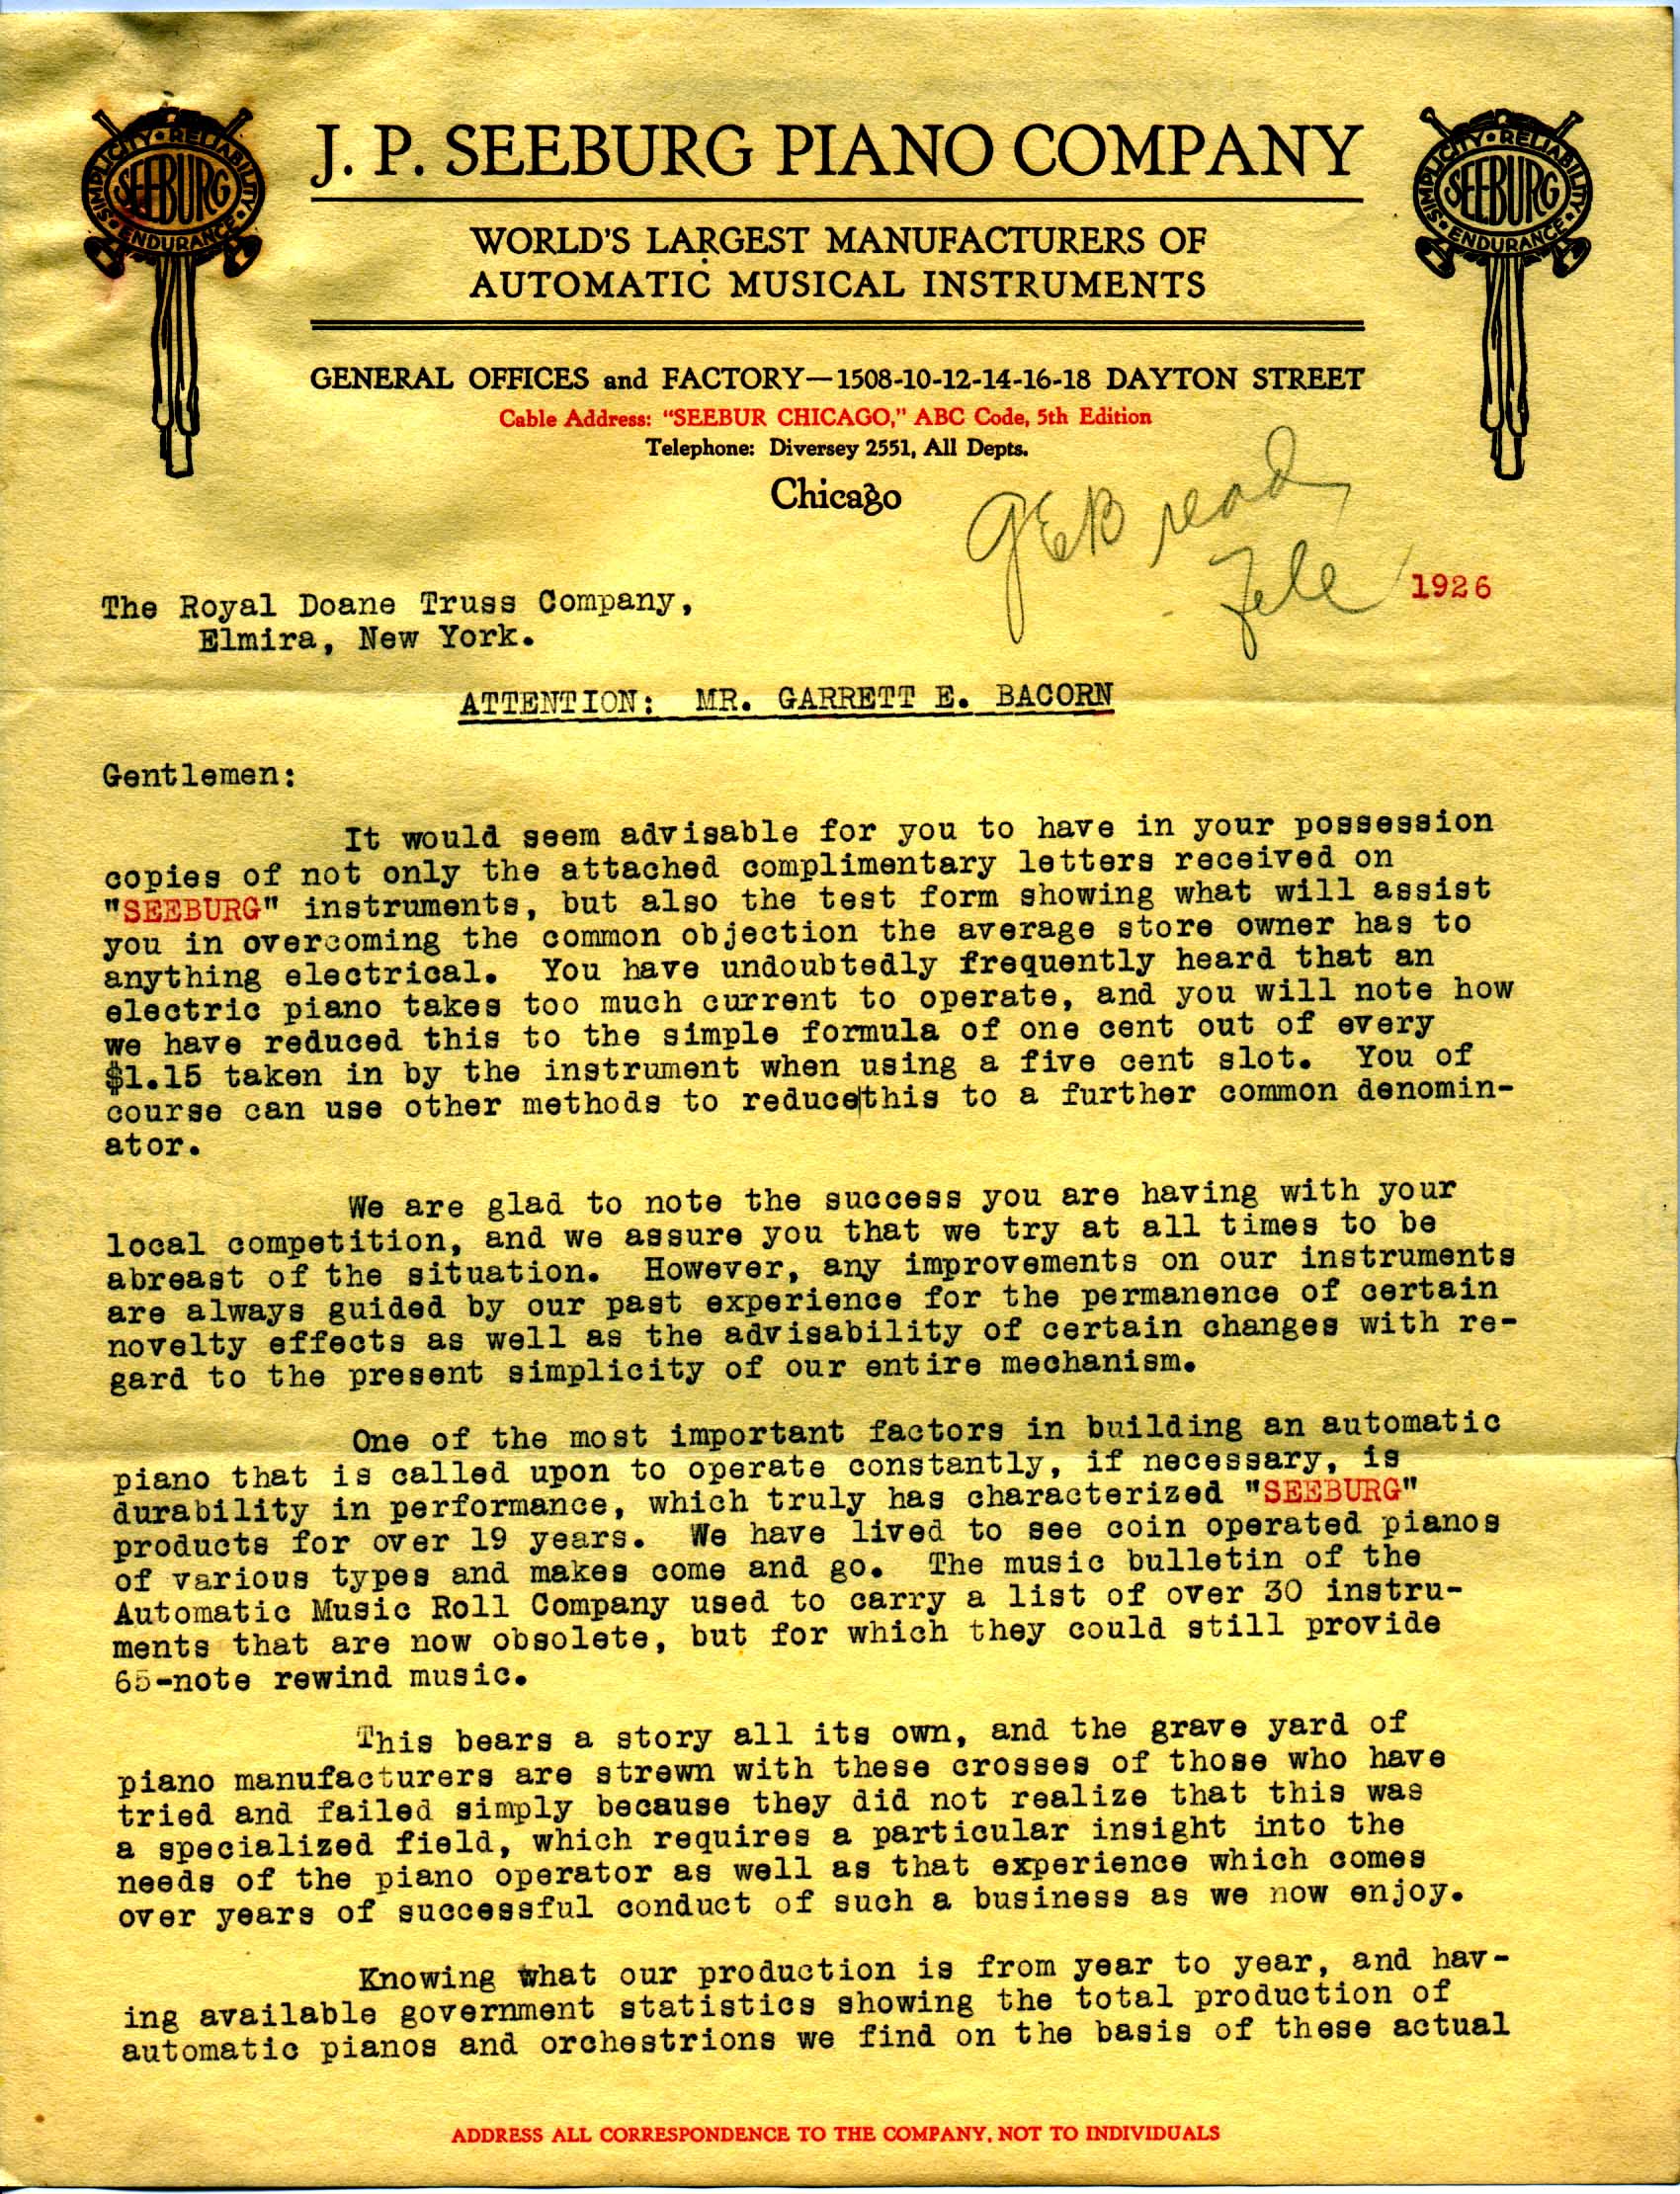 J. P. SEEBURG PIANO COMPANY
SIMPLICITY • RELIABILITY • ENDURANCE •
SEEBURG
SIMPLICITY • RELIABILITY • ENDURANCE •
SEEBURG
WORLD'S LARGEST MANUFACTURERS OF
AUTOMATIC MUSICAL INSTRUMENTS
GENERAL OFFICES and FACTORY—1508-10-12-14-16-18 DAYTON STREET
Cable Address: "SEEBUR CHICAGO," ABC Code, 5th Edition
Telephone: Diversey 2551, All Depts.
Chicago
GEB read
File
1926
The Royal Doane Truss Company,
Elmira, New York.
ATTENTION: MR. GARRETT E. BACORN
Gentlemen:
It would seem advisable for you to have in your possession
copies of not only the attached complimentary letters received on
"SEEBURG" instruments, but also the test form showing what will assist
you in overcoming the common objection the average store owner has to
anything electrical. You have undoubtedly frequently heard that an
electric piano takes too much current to operate, and you will note how
we have reduced this to the simple formula of one cent out of every
$1.15 taken in by the instrument when using a five cent slot. You of
course can use other methods to reduce|this to a further common denomin-
ator.
We are glad to note the success you are having with your
local competition, and we assure you that we try at all times to be
abreast of the situation. However, any improvements on our instruments
are always guided by our past experience for the permanence of certain
novelty effects as well as the advisability of certain changes with re-
gard to the present simplicity of our entire mechanism.
One of the most important factors in building an automatic
piano that is called upon to operate constantly, if necessary, is
durability in performance, which truly has characterized "SEEBURG"
products for over 19 years. We have lived to see coin operated pianos
of various types and makes come and go. The music bulletin of the
Automatic Music Roll Company used to carry a list of over 30 instru-
ments that are now obsolete, but for which they could still provide
65-note rewind music.
This bears a story all its own, and the grave yard of
piano manufacturers are strewn with these crosses of those who have
tried and failed simply because they did not realize that this was
a specialized field, which requires a particular insight into the
needs of the piano operator as well as that experience which comes
over years of successful conduct of such a business as we now enjoy.
Knowing what our production is from year to year, and hav-
ing available government statistics showing the total production of
automatic pianos and orchestrions we find on the basis of these actual
ADDRESS ALL CORRESPONDENCE TO THE COMPANY, NOT TO INDIVIDUALS